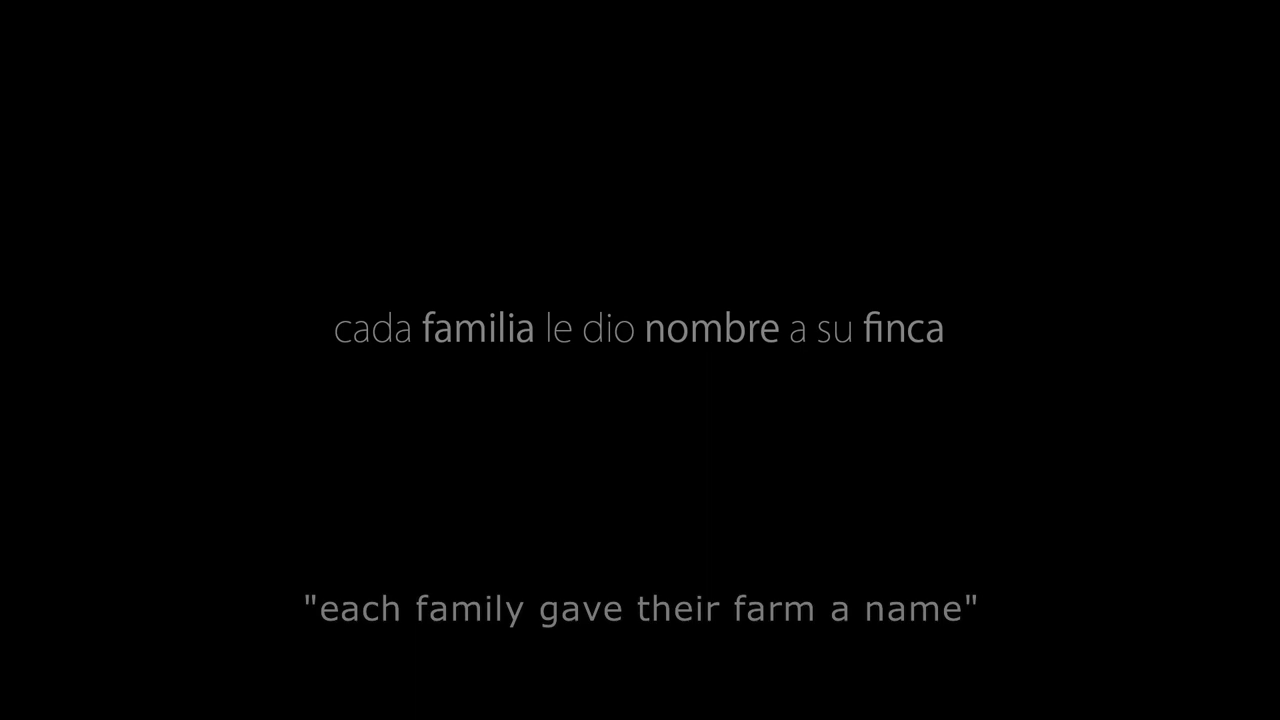 cada familia le dio nombre a su finca
"each family gave their farm a name"